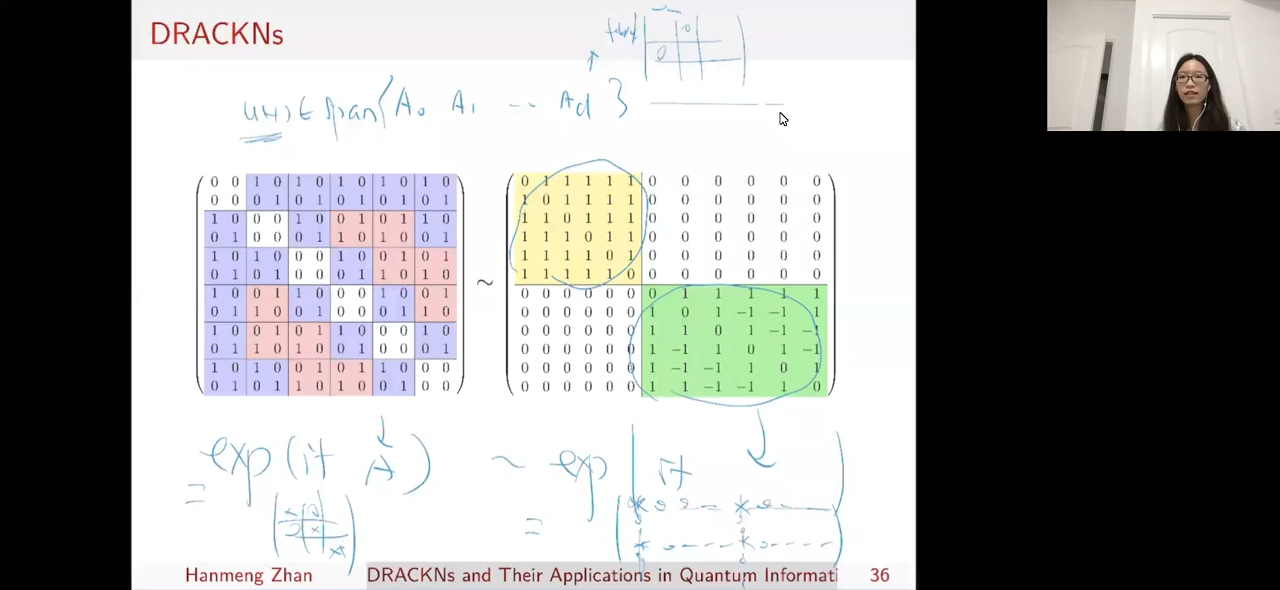 DRACKNs
U(t) ∈ span{A₀ A₁ ... A_d}
0 0 1 0 1 0 1 0 1 0 1 0   0 1 1 1 1 1 0 0 0 0 0 0
0 0 0 1 0 1 0 1 0 1 0 1   1 0 1 1 1 1 0 0 0 0 0 0
1 0 0 0 1 0 0 1 0 1 1 0   1 1 0 1 1 1 0 0 0 0 0 0
0 1 0 0 0 1 1 0 1 0 0 1   1 1 1 0 1 1 0 0 0 0 0 0
1 0 1 0 0 0 1 0 0 1 0 1   1 1 1 1 0 1 0 0 0 0 0 0
0 1 0 1 0 0 0 1 1 0 1 0 ~ 1 1 1 1 1 0 0 0 0 0 0 0
1 0 0 1 1 0 0 0 1 0 0 1   0 0 0 0 0 0 0 1 1 1 1 1
0 1 1 0 0 1 0 0 0 1 1 0   0 0 0 0 0 0 1 0 1 −1 −1 1
1 0 0 1 0 1 1 0 0 0 1 0   0 0 0 0 0 0 1 1 0 1 −1 −1
0 1 1 0 1 0 0 1 0 0 0 1   0 0 0 0 0 0 1 −1 1 0 1 −1
1 0 1 0 0 1 0 1 1 0 0 0   0 0 0 0 0 0 1 −1 −1 1 0 1
0 1 0 1 1 0 1 0 0 1 0 0   0 0 0 0 0 0 1 1 −1 −1 1 0
exp(it A) ~ exp( it
= =
Hanmeng Zhan DRACKNs and Their Applications in Quantum Informati 36